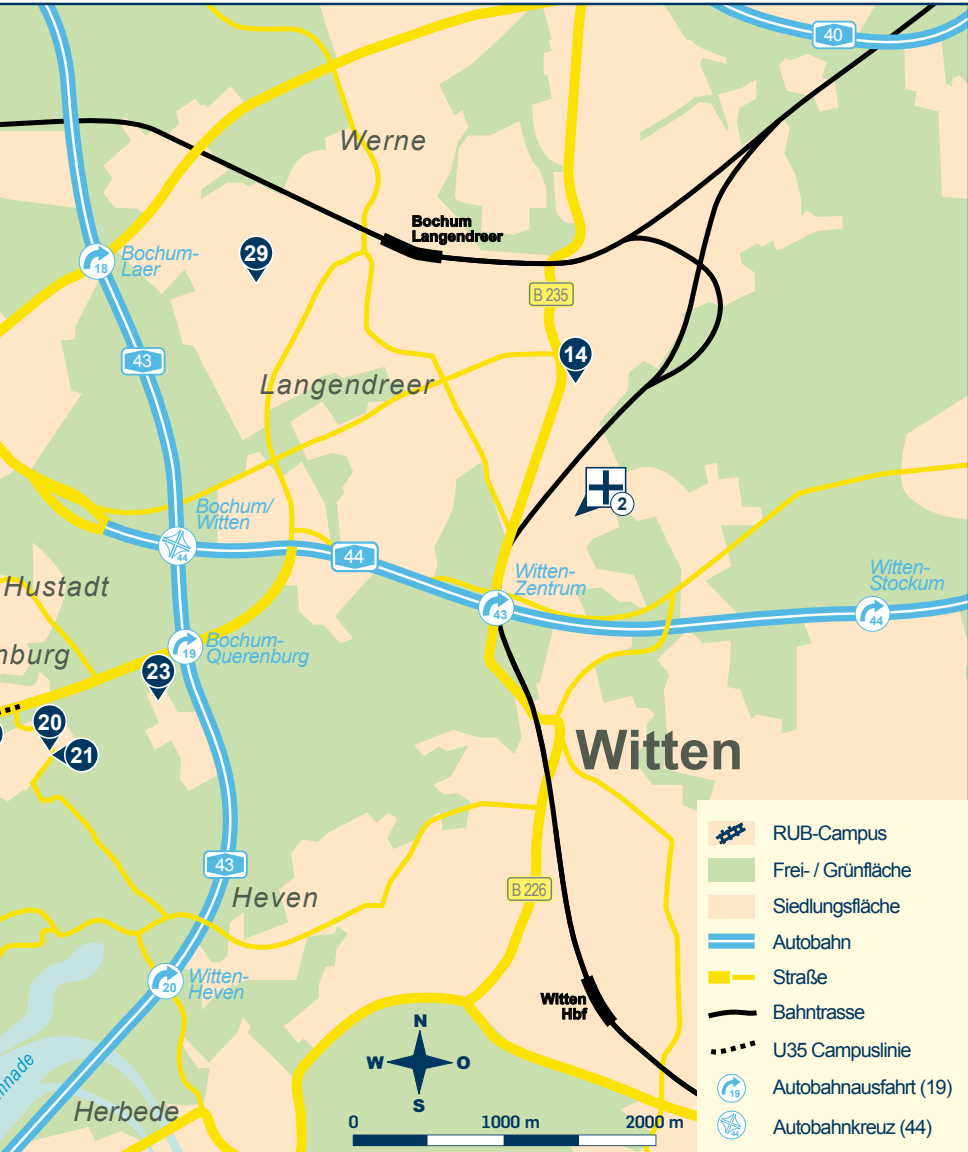 40
Werne
Bochum
Langendreer
29
Bochum-
Laer
18
B 235
43
14
Langendreer
2
Bochum/
Witten
44
44
Witten-
Zentrum
43
Witten-
Stockum
44
Hustadt
nburg
Bochum-
Querenburg
19
23
20
21
Witten
43
B 226
Heven
Witten-
Heven
20
Witten
Hbf
N
W
O
S
Herbede
0
1000 m
2000 m
RUB-Campus
Frei- / Grünfläche
Siedlungsfläche
Autobahn
Straße
Bahntrasse
U35 Campuslinie
19
Autobahnausfahrt (19)
44
Autobahnkreuz (44)